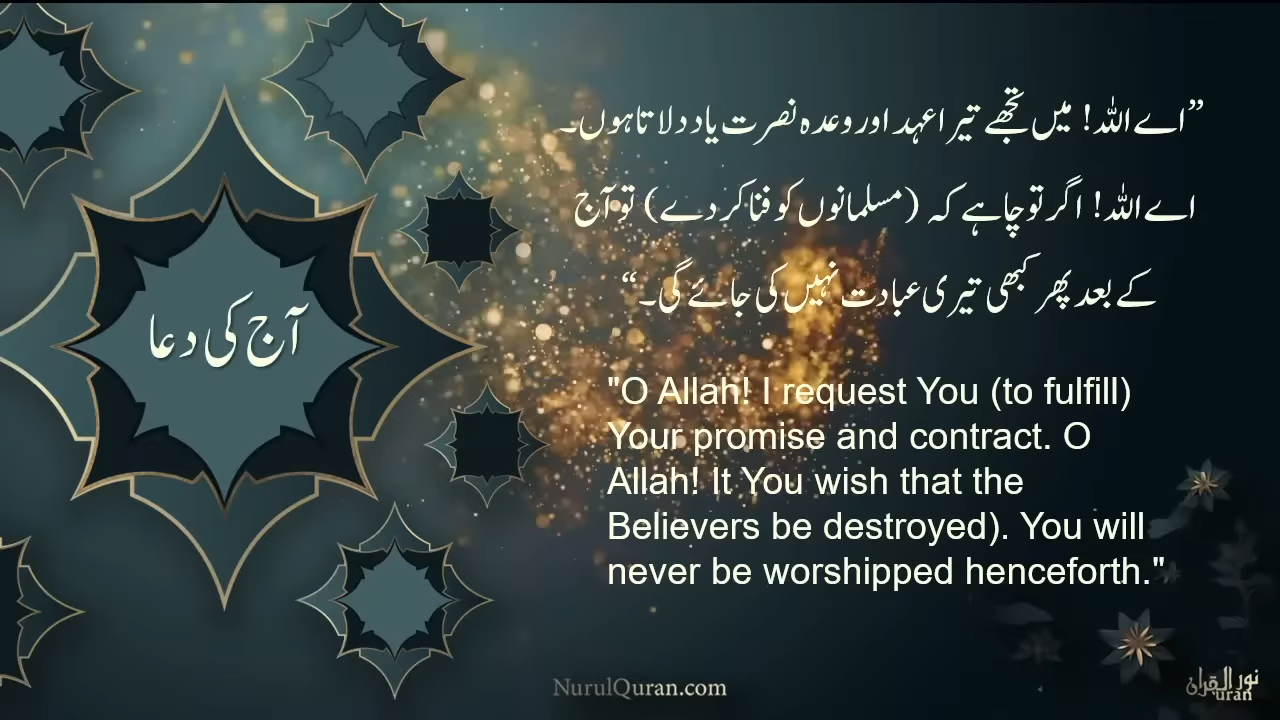 آج کی دعا
”اے اللہ! میں تجھے تیرا عہد اور وعدہ نصرت یاد دلاتا ہوں۔
اے اللہ! اگر تو چاہے کہ (مسلمانوں کو فنا کر دے) تو آج
کے بعد پھر کبھی تیری عبادت نہیں کی جائے گی۔“
"O Allah! I request You (to fulfill)
Your promise and contract. O
Allah! It You wish that the
Believers be destroyed). You will
never be worshipped henceforth."
NurulQuran.com
نور القرآن
uran